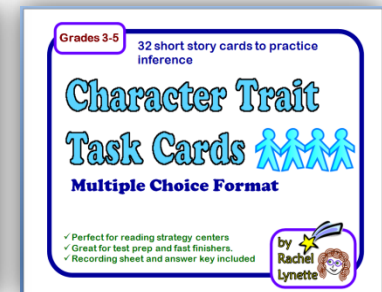 Grades 3-5
32 short story cards to practice
inference
Character Trait
Task Cards
Multiple Choice Format
✓Perfect for reading strategy centers
✓Great for test prep and fast finishers.
✓Recording sheet and answer key included
by
Rachel
Lynette